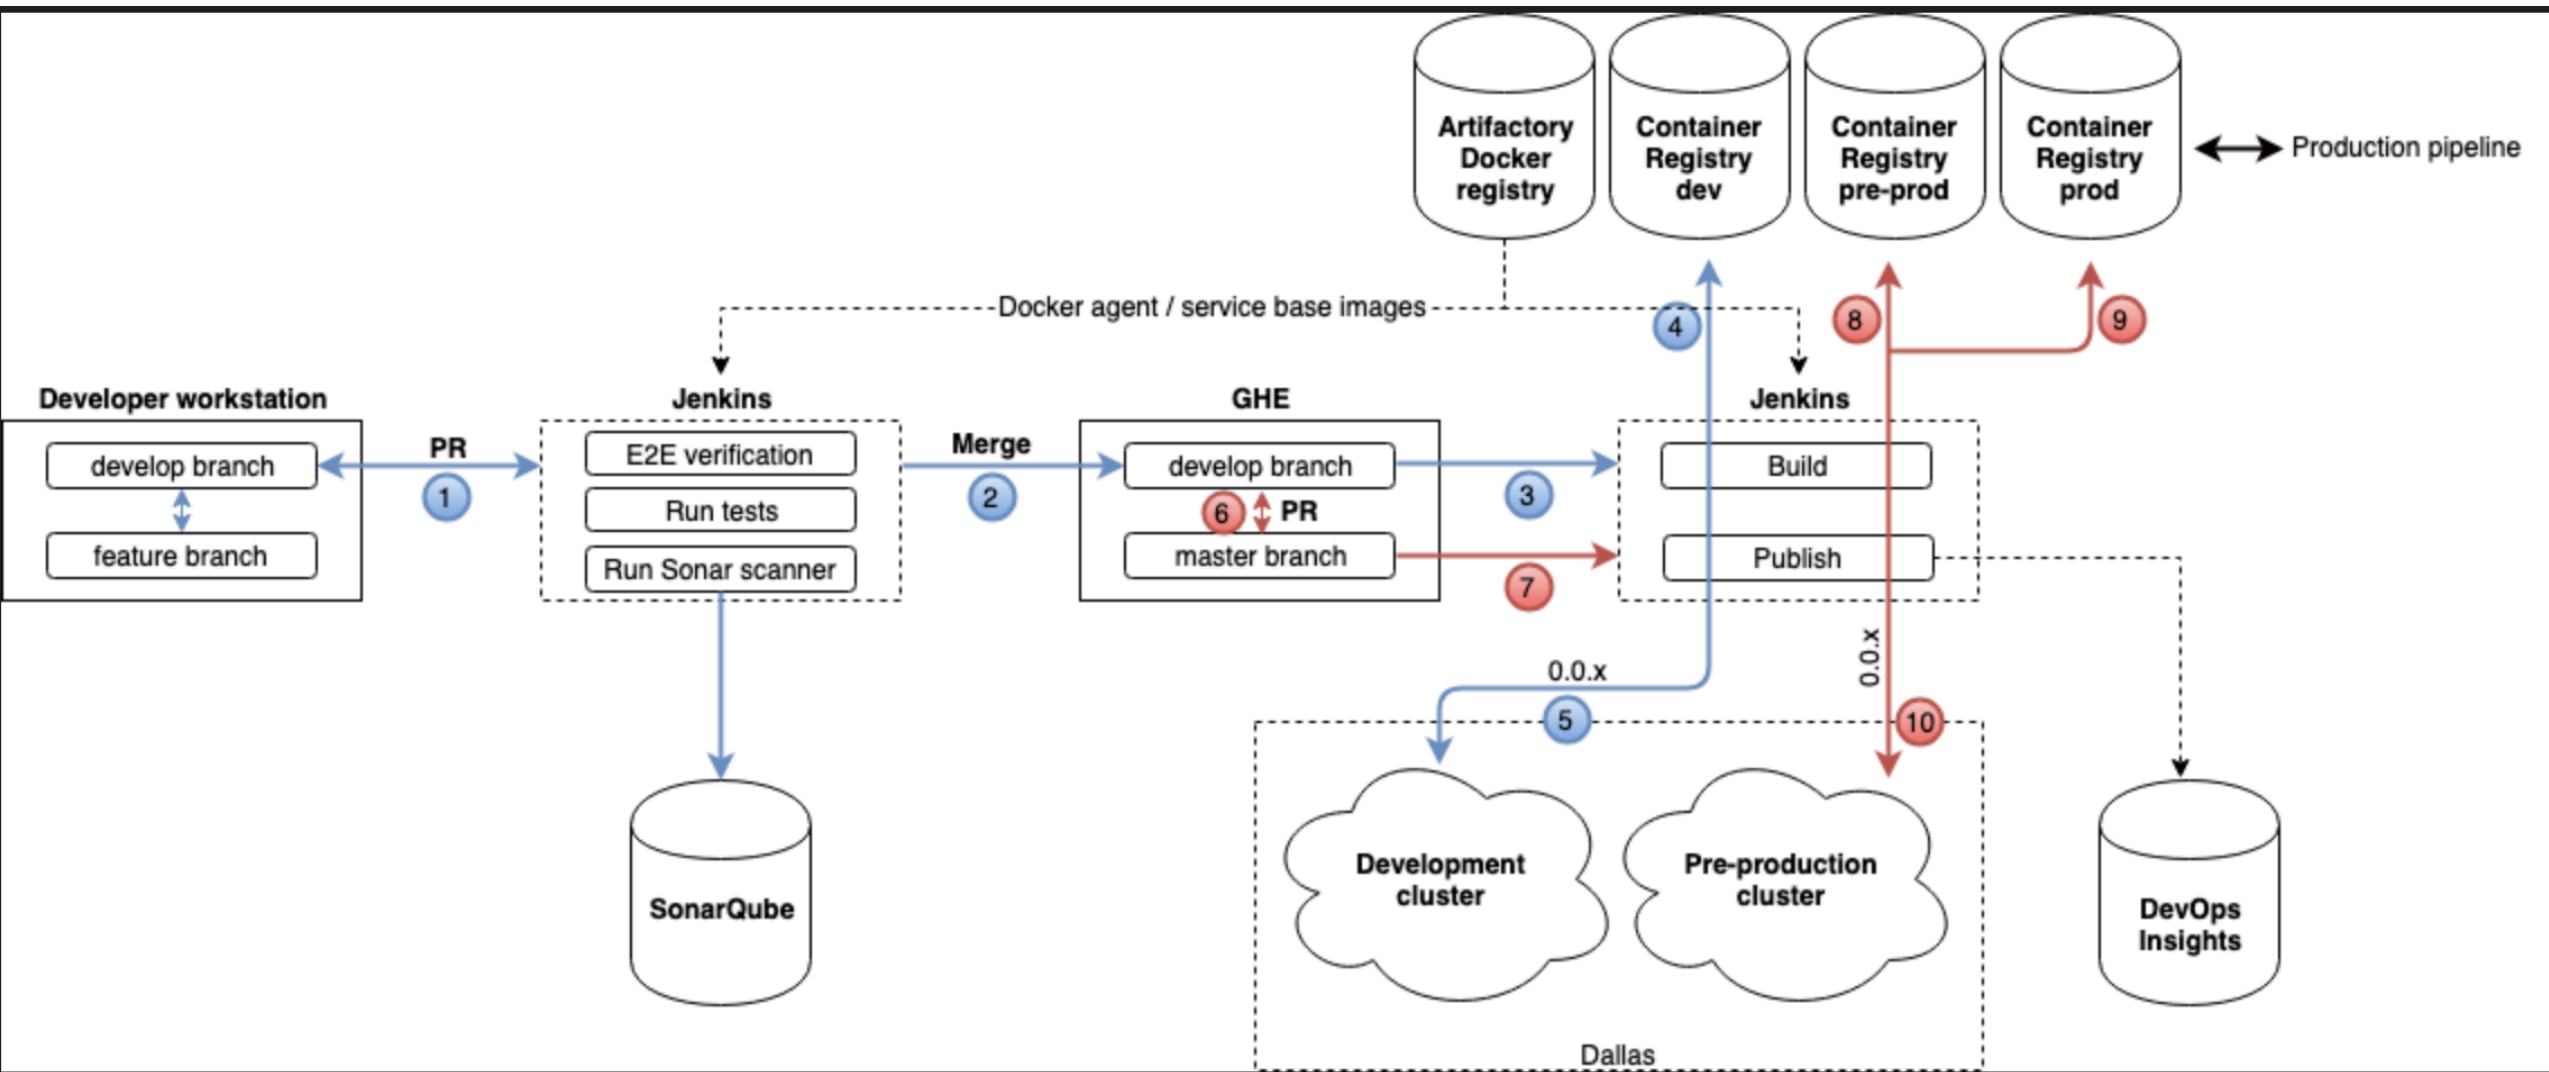 Artifactory
Docker
registry
Container
Registry
dev
Container
Registry
pre-prod
Container
Registry
prod
Production pipeline
Docker agent / service base images
4
8
9
Developer workstation
Jenkins
GHE
Jenkins
develop branch
feature branch
PR
1
E2E verification
Run tests
Run Sonar scanner
Merge
2
develop branch
6
PR
master branch
3
7
Build
Publish
0.0.x
5
0.0.x
10
SonarQube
Development
cluster
Pre-production
cluster
DevOps
Insights
Dallas